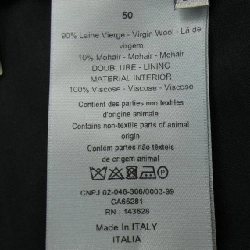 50
90% Laine Vierge - Virgin Wool - Lã de
virgem
10% Mohair - Mohair - Mohair
DOUBLURE - LINING
MATERIAL INTERIOR
100% Viscose - Viscose - Viscose
Contient des parties non textiles
d'origine animale
Contains non-textile parts of animal
origin
Contem partes não têxteis
de origem animal
CA55281
RN: 143528
Made In ITALY
ITALIA